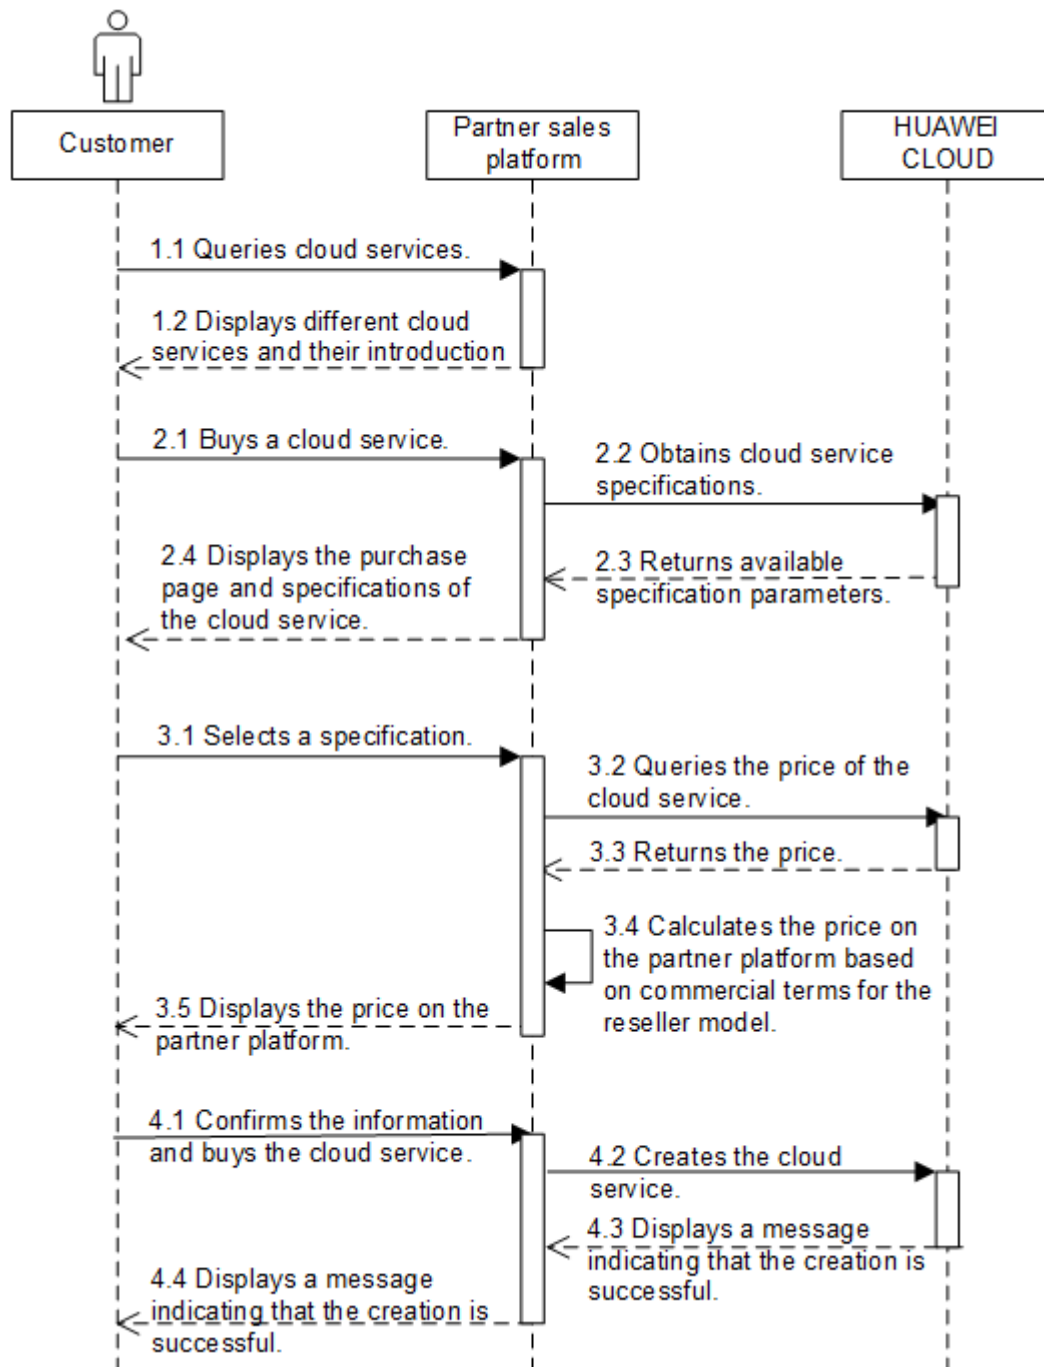 Customer
Partner sales
platform
HUAWEI
CLOUD
1.1 Queries cloud services.
1.2 Displays different cloud
services and their introduction
2.1 Buys a cloud service.
2.2 Obtains cloud service
specifications.
2.3 Returns available
specification parameters.
2.4 Displays the purchase
page and specifications of
the cloud service.
3.1 Selects a specification.
3.2 Queries the price of the
cloud service.
3.3 Returns the price.
3.4 Calculates the price on
the partner platform based
on commercial terms for the
reseller model.
3.5 Displays the price on the
partner platform.
4.1 Confirms the information
and buys the cloud service.
4.2 Creates the cloud
service.
4.3 Displays a message
indicating that the creation is
successful.
4.4 Displays a message
indicating that the creation is
successful.